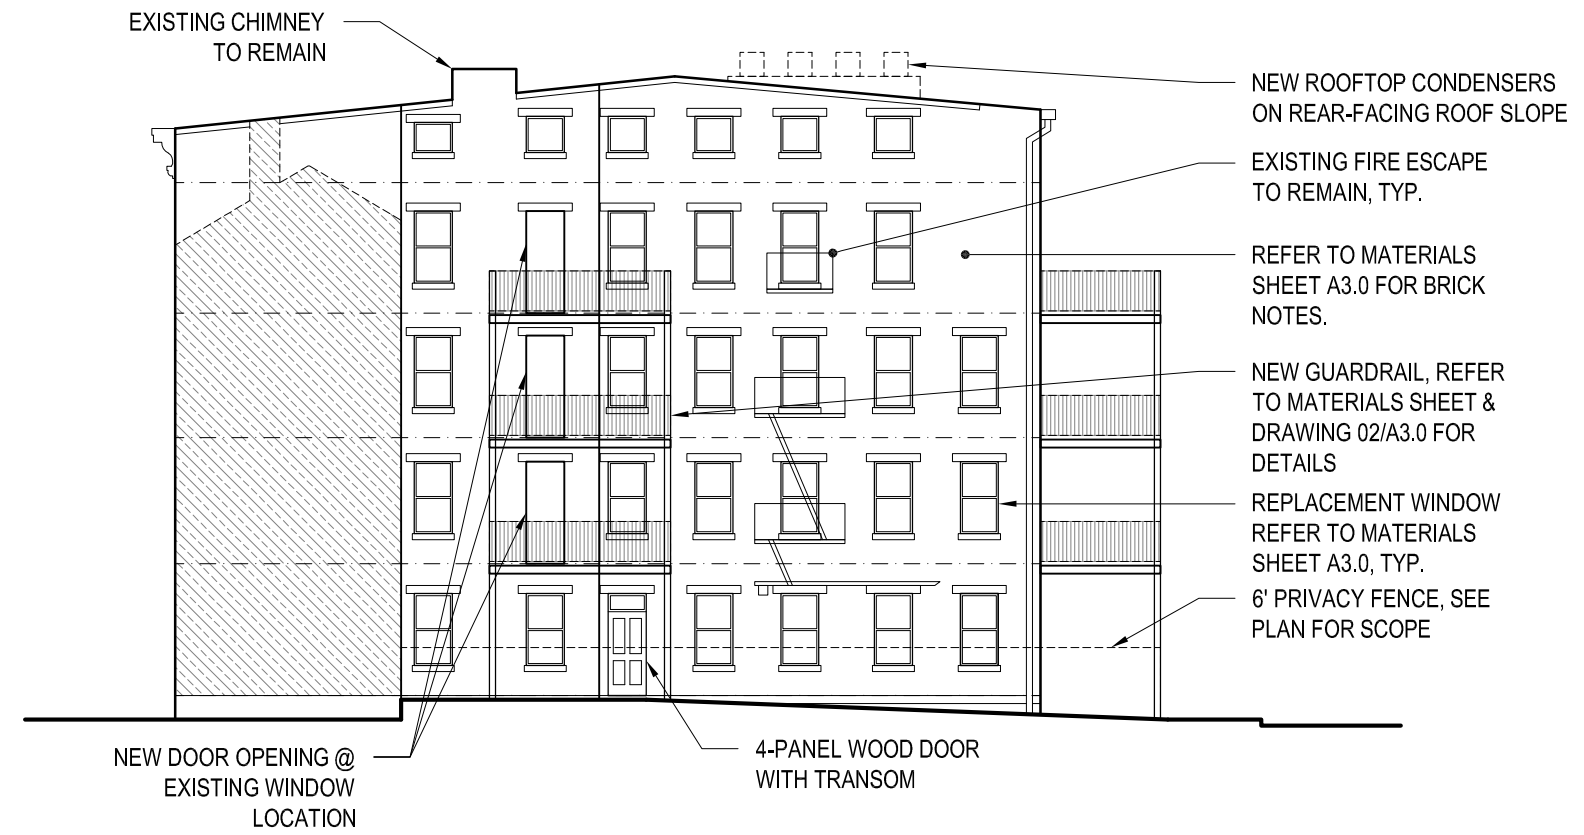 EXISTING CHIMNEY
TO REMAIN
NEW ROOFTOP CONDENSERS
ON REAR-FACING ROOF SLOPE
EXISTING FIRE ESCAPE
TO REMAIN, TYP.
REFER TO MATERIALS
SHEET A3.0 FOR BRICK
NOTES.
NEW GUARDRAIL, REFER
TO MATERIALS SHEET &
DRAWING 02/A3.0 FOR
DETAILS
REPLACEMENT WINDOW
REFER TO MATERIALS
SHEET A3.0, TYP.
6' PRIVACY FENCE, SEE
PLAN FOR SCOPE
NEW DOOR OPENING @
EXISTING WINDOW
LOCATION
4-PANEL WOOD DOOR
WITH TRANSOM